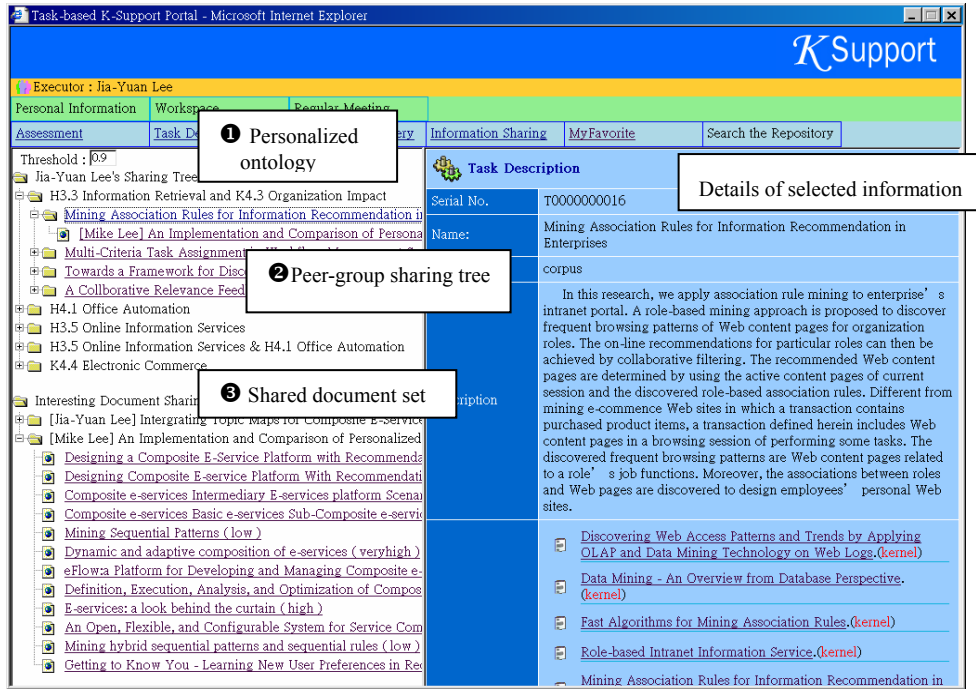 Task-based K-Support Portal - Microsoft Internet Explorer
KSupport
Executor : Jia-Yuan Lee
Personal Information Workspace Regular Meeting
Assessment Task De ery Information Sharing MyFavorite Search the Repository
❶ Personalized
ontology
Threshold : 0.9
Jia-Yuan Lee's Sharing Tree
H3.3 Information Retrieval and K4.3 Organization Impact
Mining Association Rules for Information Recommendation i
[Mike Lee] An Implementation and Comparison of Persona
Multi-Criteria Task Assignment
Towards a Framework for Disc
A Collborative Relevance Feed
H4.1 Office Automation
H3.5 Online Information Services
H3.5 Online Information Services & H4.1 Office Automation
K4.4 Electronic Commerce
❷Peer-group sharing tree
❸ Shared document set
Interesting Document Sharin
[Jia-Yuan Lee] Intergrating Topic Maps for Composite E-Service
[Mike Lee] An Implementation and Comparison of Personalized
Designing a Composite E-Service Platform with Recommenda
Designing Composite E-service Platform With Recommendati
Composite e-services Intermediary E-services platform Scenar
Composite e-services Basic e-services Sub-Composite e-servic
Mining Sequential Patterns ( low )
Dynamic and adaptive composition of e-services ( veryhigh )
eFlow:a Platform for Developing and Managing Composite e-
Definition, Execution, Analysis, and Optimization of Compos
E-services: a look behind the curtain ( high )
An Open, Flexible, and Configurable System for Service Com
Mining hybrid sequential patterns and sequential rules ( low )
Getting to Know You - Learning New User Preferences in Re
Task Description
Details of selected information
Serial No. T0000000016
Name: Mining Association Rules for Information Recommendation in
Enterprises
corpus
ription
In this research, we apply association rule mining to enterprise's
intranet portal. A role-based mining approach is proposed to discover
frequent browsing patterns of Web content pages for organization
roles. The on-line recommendations for particular roles can then be
achieved by collaborative filtering. The recommended Web content
pages are determined by using the active content pages of current
session and the discovered role-based association rules. Different from
mining e-commence Web sites in which a transaction contains
purchased product items, a transaction defined herein includes Web
content pages in a browsing session of performing some tasks. The
discovered frequent browsing patterns are Web content pages related
to a role's job functions. Moreover, the associations between roles
and Web pages are discovered to design employees' personal Web
sites.
Discovering Web Access Patterns and Trends by Applying
OLAP and Data Mining Technology on Web Logs.(kernel)
Data Mining - An Overview from Database Perspective.
(kernel)
Fast Algorithms for Mining Association Rules.(kernel)
Role-based Intranet Information Service.(kernel)
Mining Association Rules for Information Recommendation in